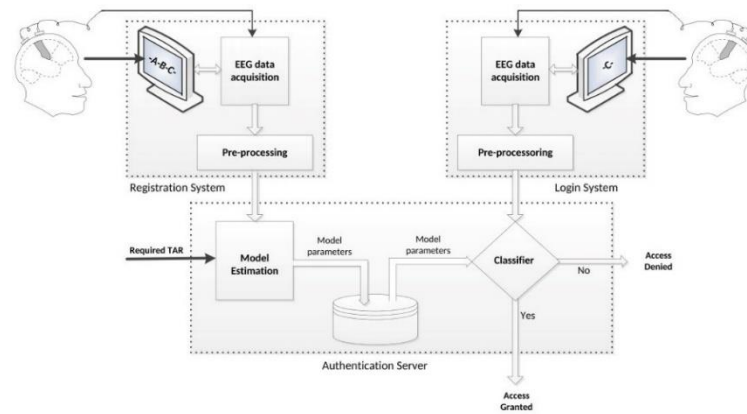 -A-B-C-
EEG data
acquisition
Pre-processing
Registration System
EEG data
acquisition
-C-
Pre-processoring
Login System
Required TAR
Model
Estimation
Model
parameters
Model
parameters
Classifier
No
Access
Denied
Yes
Authentication Server
Access
Granted